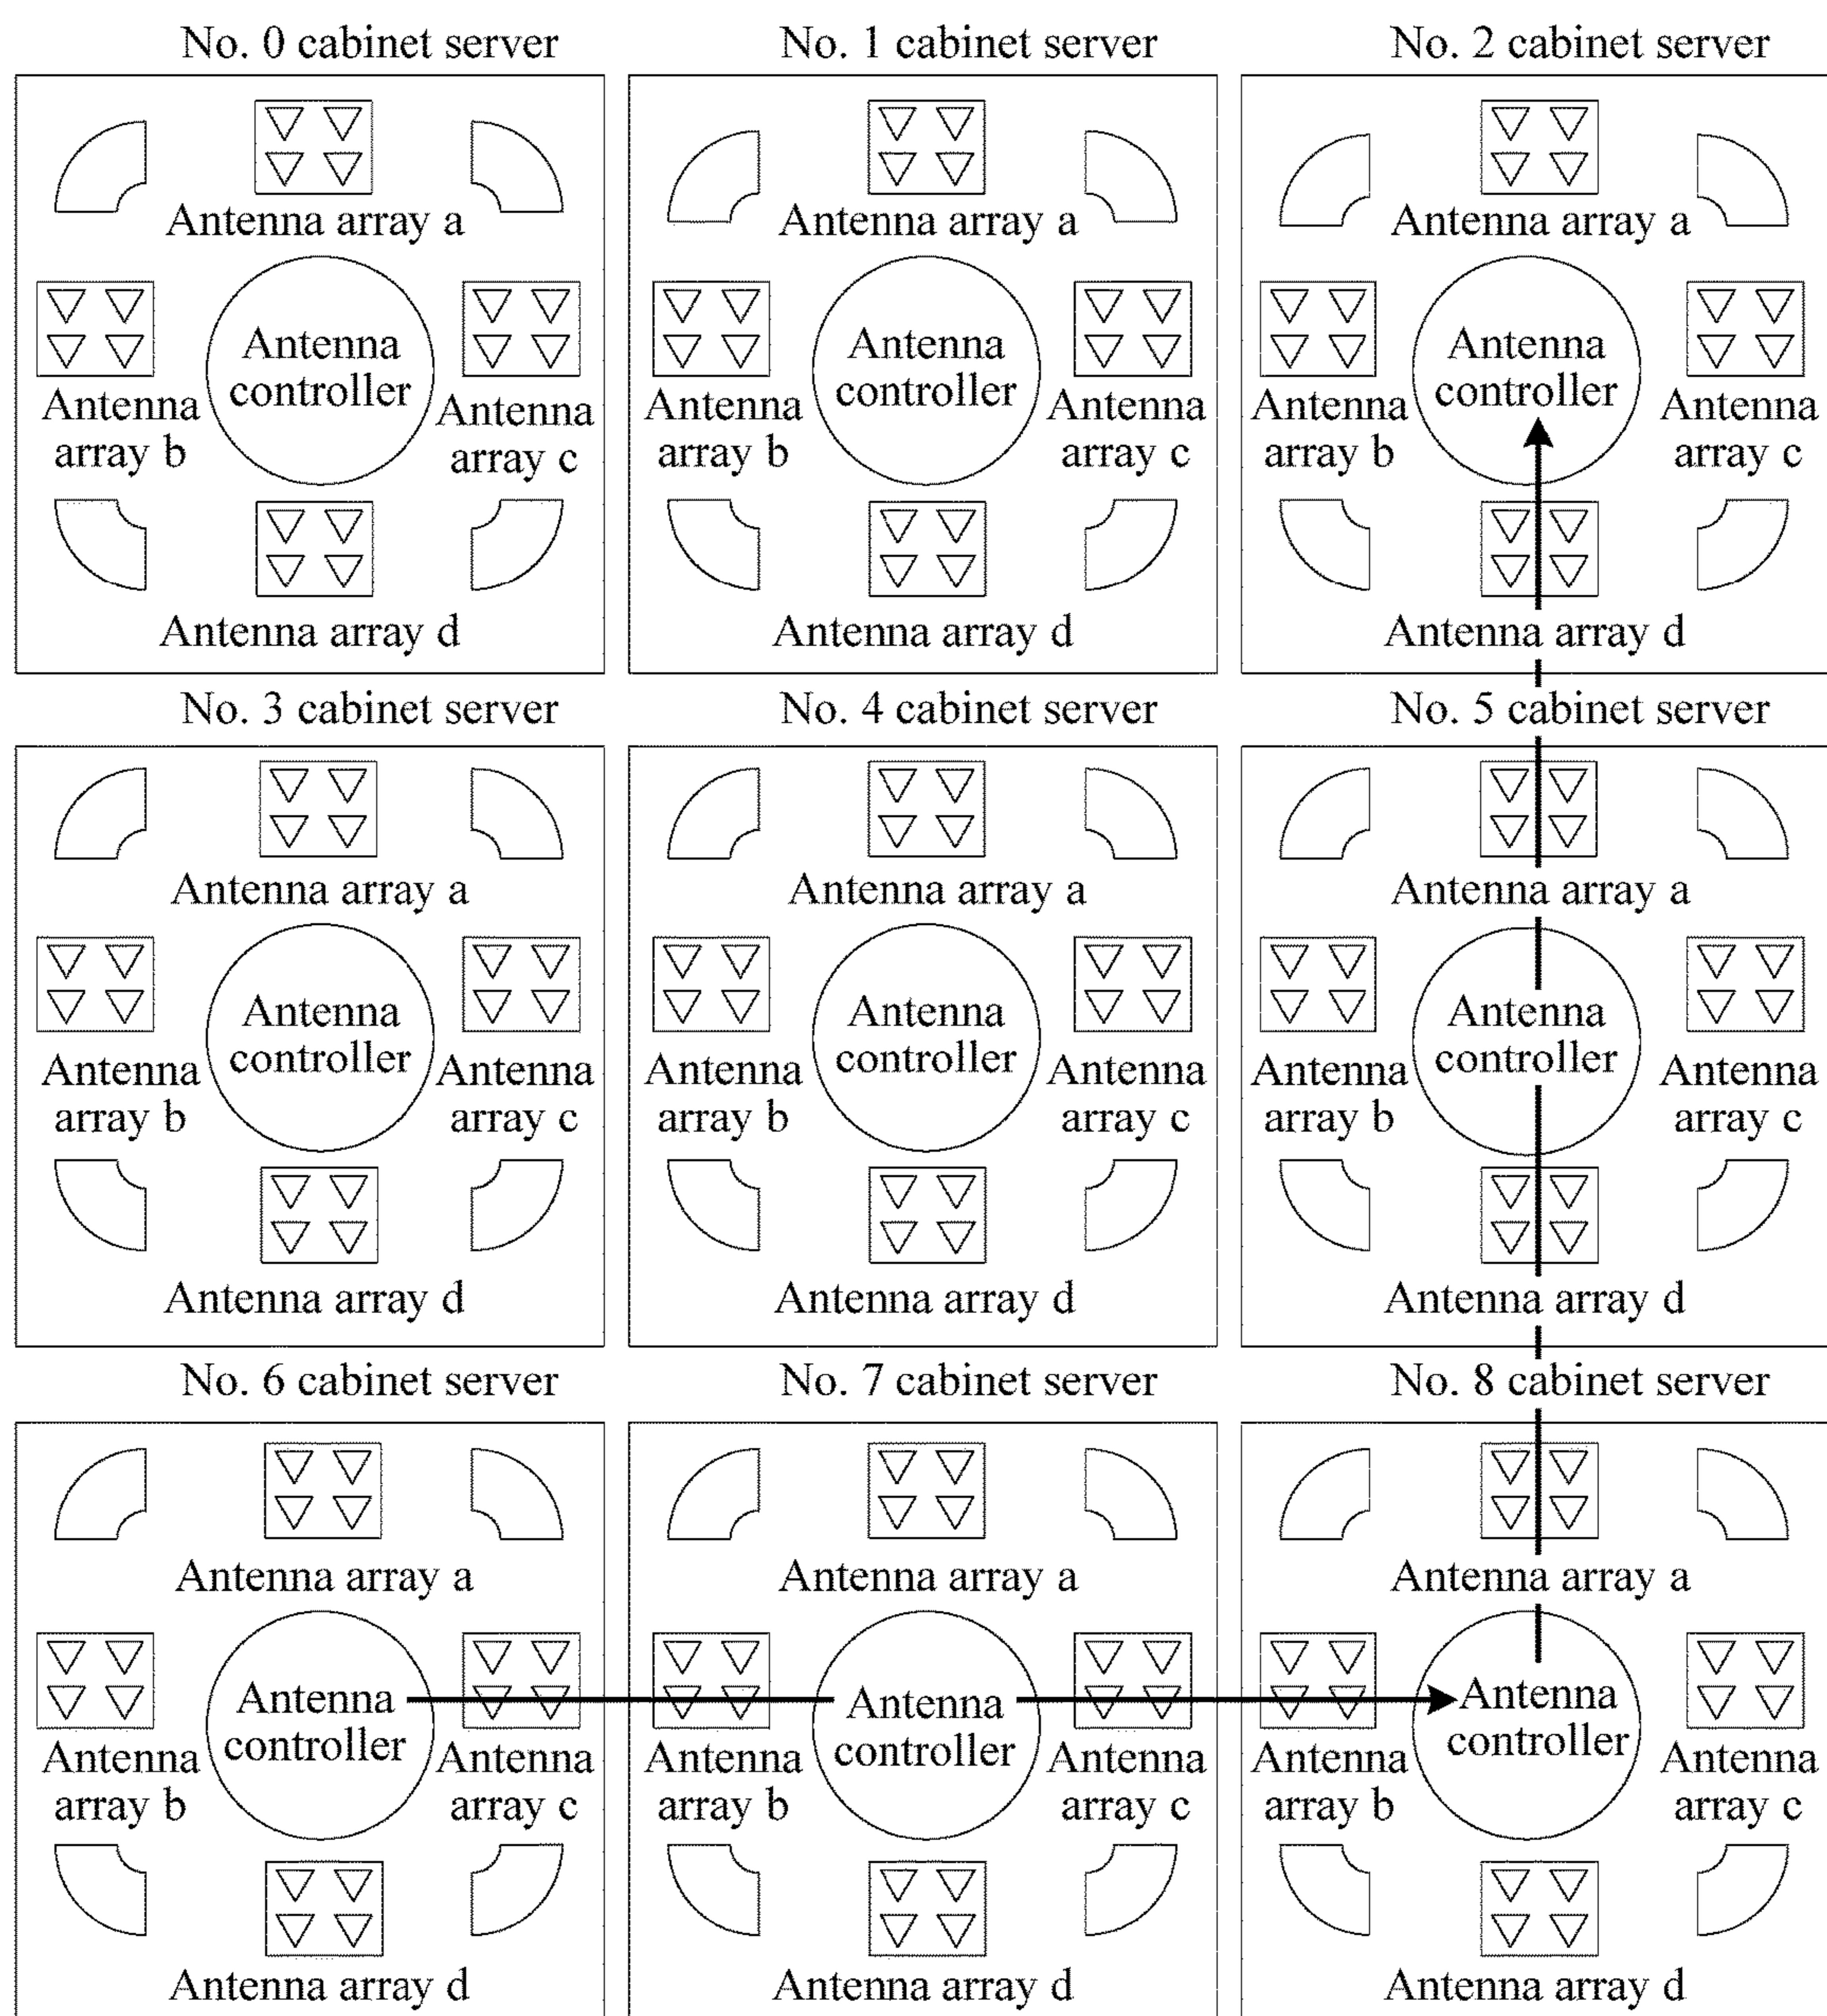 No. 0 cabinet server
No. 1 cabinet server
No. 2 cabinet server
Antenna array a
Antenna array a
Antenna array a
Antenna
controller
Antenna
controller
Antenna
controller
Antenna
array b
Antenna
array c
Antenna
array b
Antenna
array c
Antenna
array b
Antenna
array c
Antenna array d
Antenna array d
Antenna array d
No. 3 cabinet server
No. 4 cabinet server
No. 5 cabinet server
Antenna array a
Antenna array a
Antenna array a
Antenna
controller
Antenna
controller
Antenna
controller
Antenna
array b
Antenna
array c
Antenna
array b
Antenna
array c
Antenna
array b
Antenna
array c
Antenna array d
Antenna array d
Antenna array d
No. 6 cabinet server
No. 7 cabinet server
No. 8 cabinet server
Antenna array a
Antenna array a
Antenna array a
Antenna
controller
Antenna
controller
Antenna
controller
Antenna
array b
Antenna
array c
Antenna
array b
Antenna
array c
Antenna
array b
Antenna
array c
Antenna array d
Antenna array d
Antenna array d